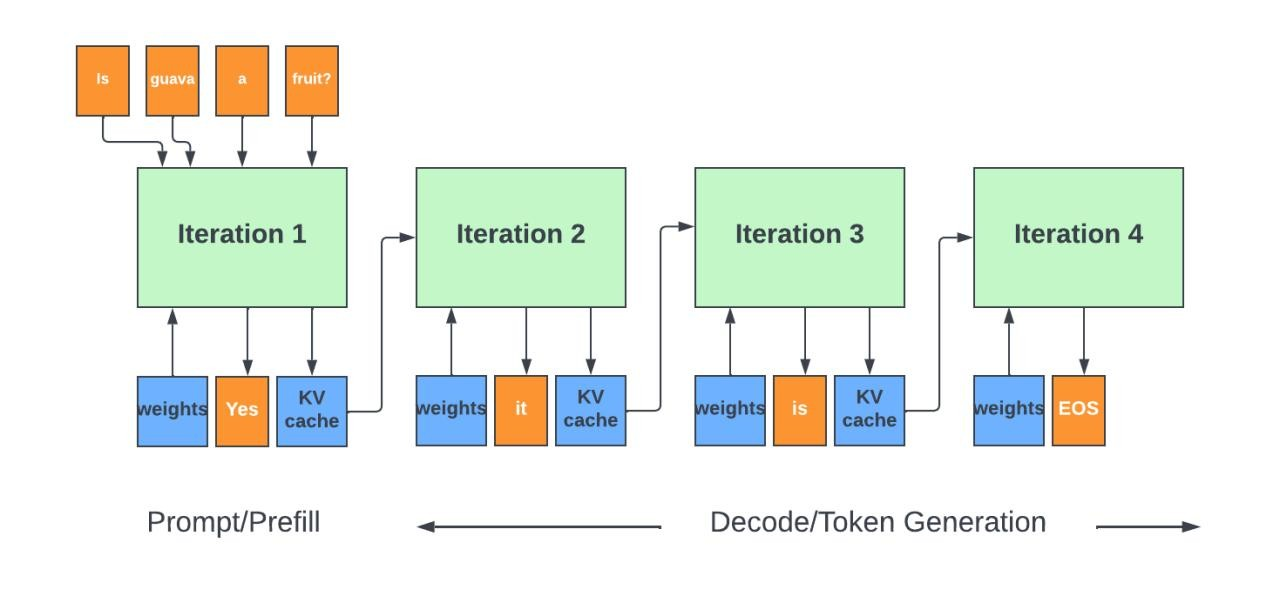 Is guava a fruit?
Iteration 1 Iteration 2 Iteration 3 Iteration 4
weights Yes KV cache weights it KV cache weights is KV cache weights EOS
Prompt/Prefill Decode/Token Generation